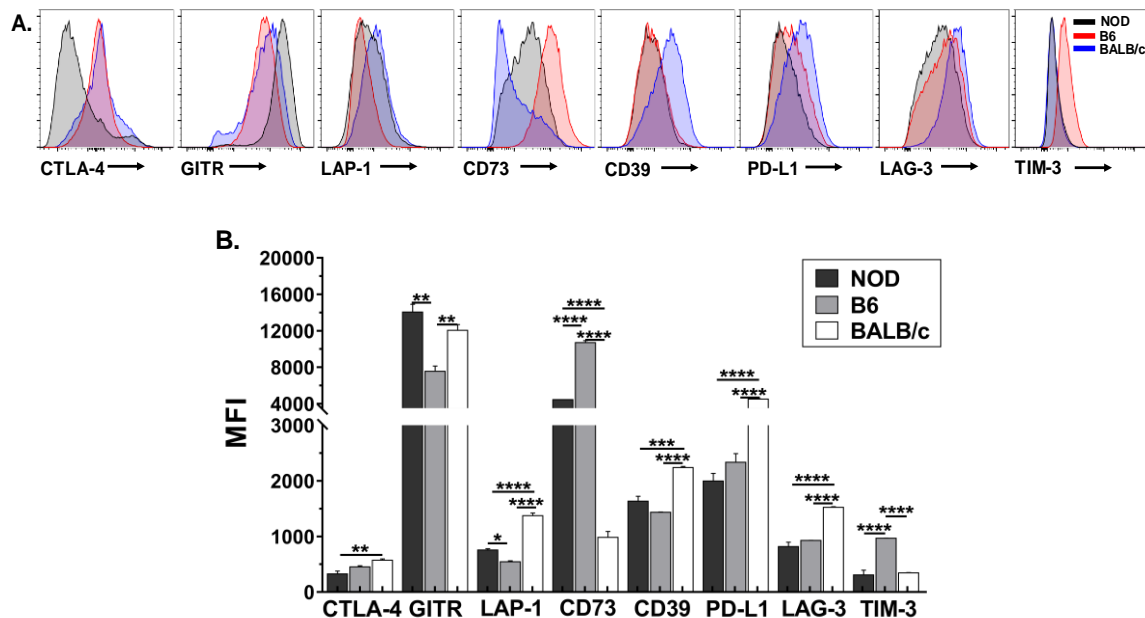 A.
NOD
B6
BALB/c
CTLA-4 GITR LAP-1 CD73 CD39 PD-L1 LAG-3 TIM-3
B.
20000
16000
12000
8000
4000
3000
2000
1000
0
MFI
NOD
B6
BALB/c
** ** **** **** **** **** ****
*** **** **** **** **** ****
**** **** * ** **** ****
CTLA-4 GITR LAP-1 CD73 CD39 PD-L1 LAG-3 TIM-3